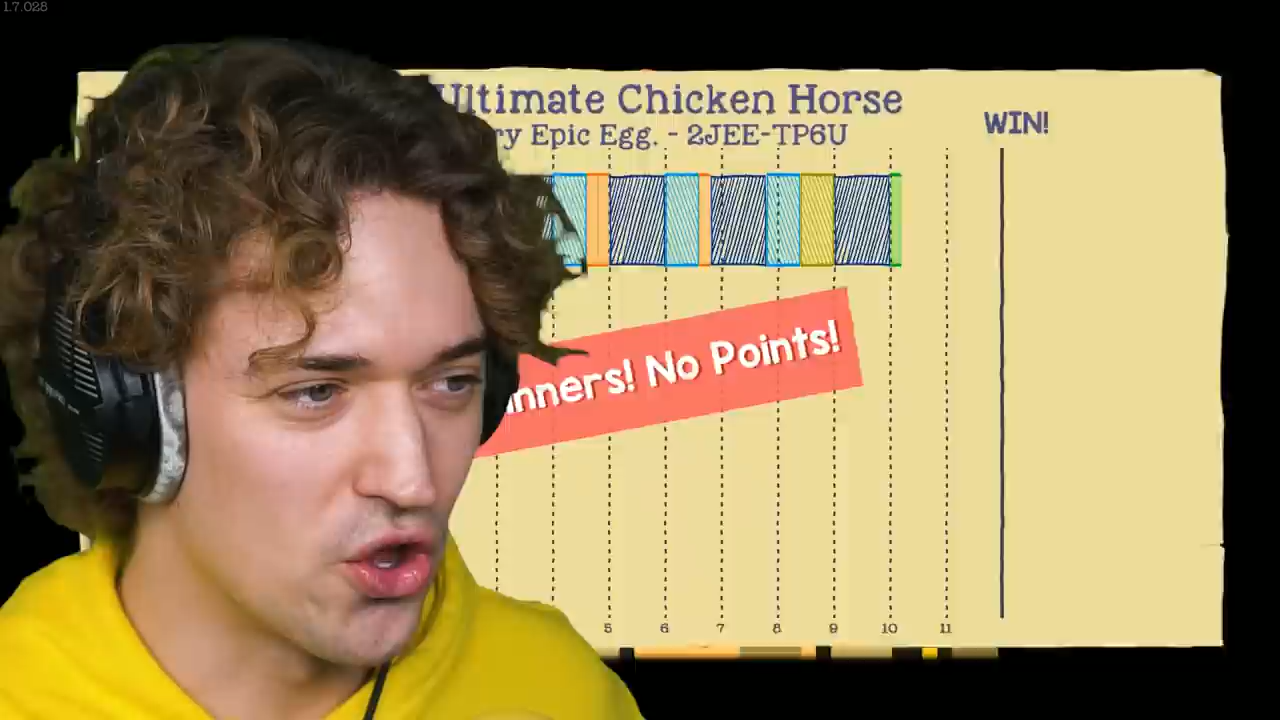 1.7.028
Ultimate Chicken Horse
WIN!
Epic Egg. - 2JEE-TP6U
No Points!
5 6 7 8 9 10 11